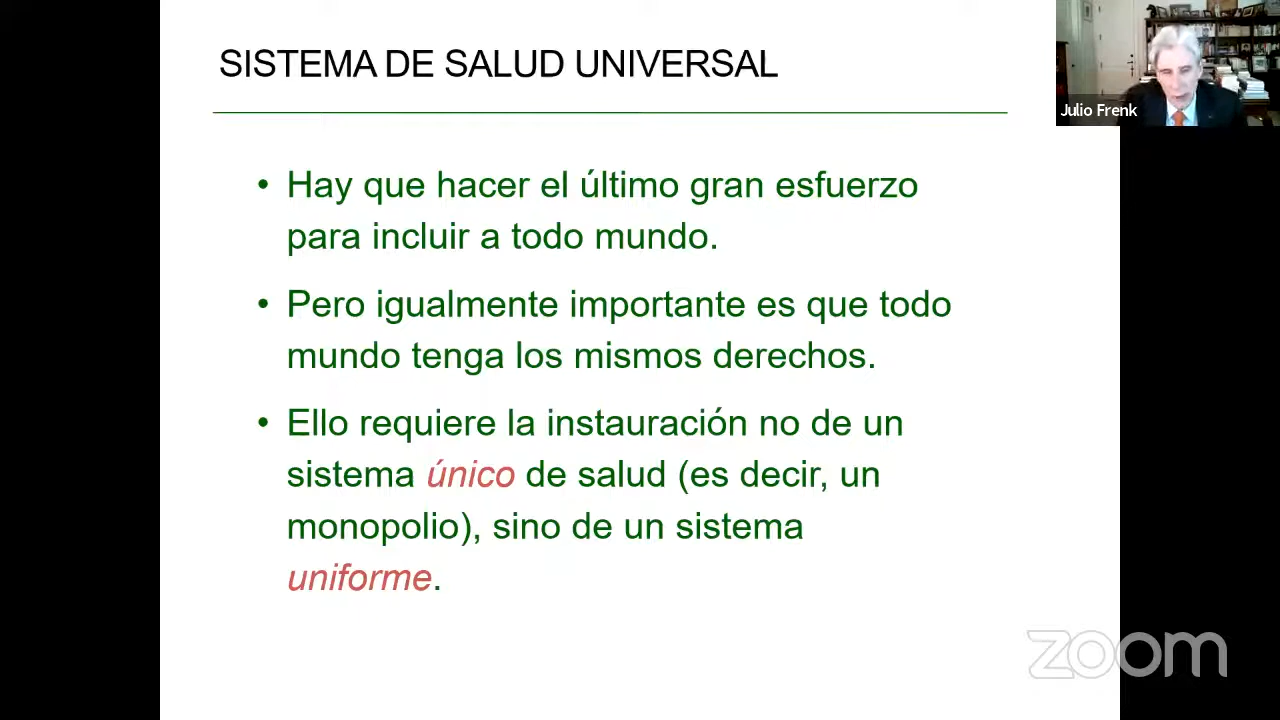 SISTEMA DE SALUD UNIVERSAL
Julio Frenk
• Hay que hacer el último gran esfuerzo
para incluir a todo mundo.
• Pero igualmente importante es que todo
mundo tenga los mismos derechos.
• Ello requiere la instauración no de un
sistema único de salud (es decir, un
monopolio), sino de un sistema
uniforme.
zoom